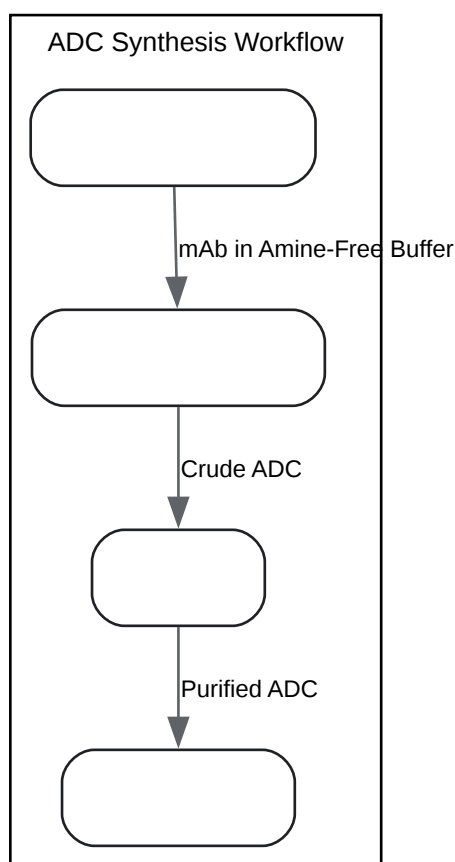 ADC Synthesis Workflow
mAb in Amine-Free Buffer
Crude ADC
Purified ADC